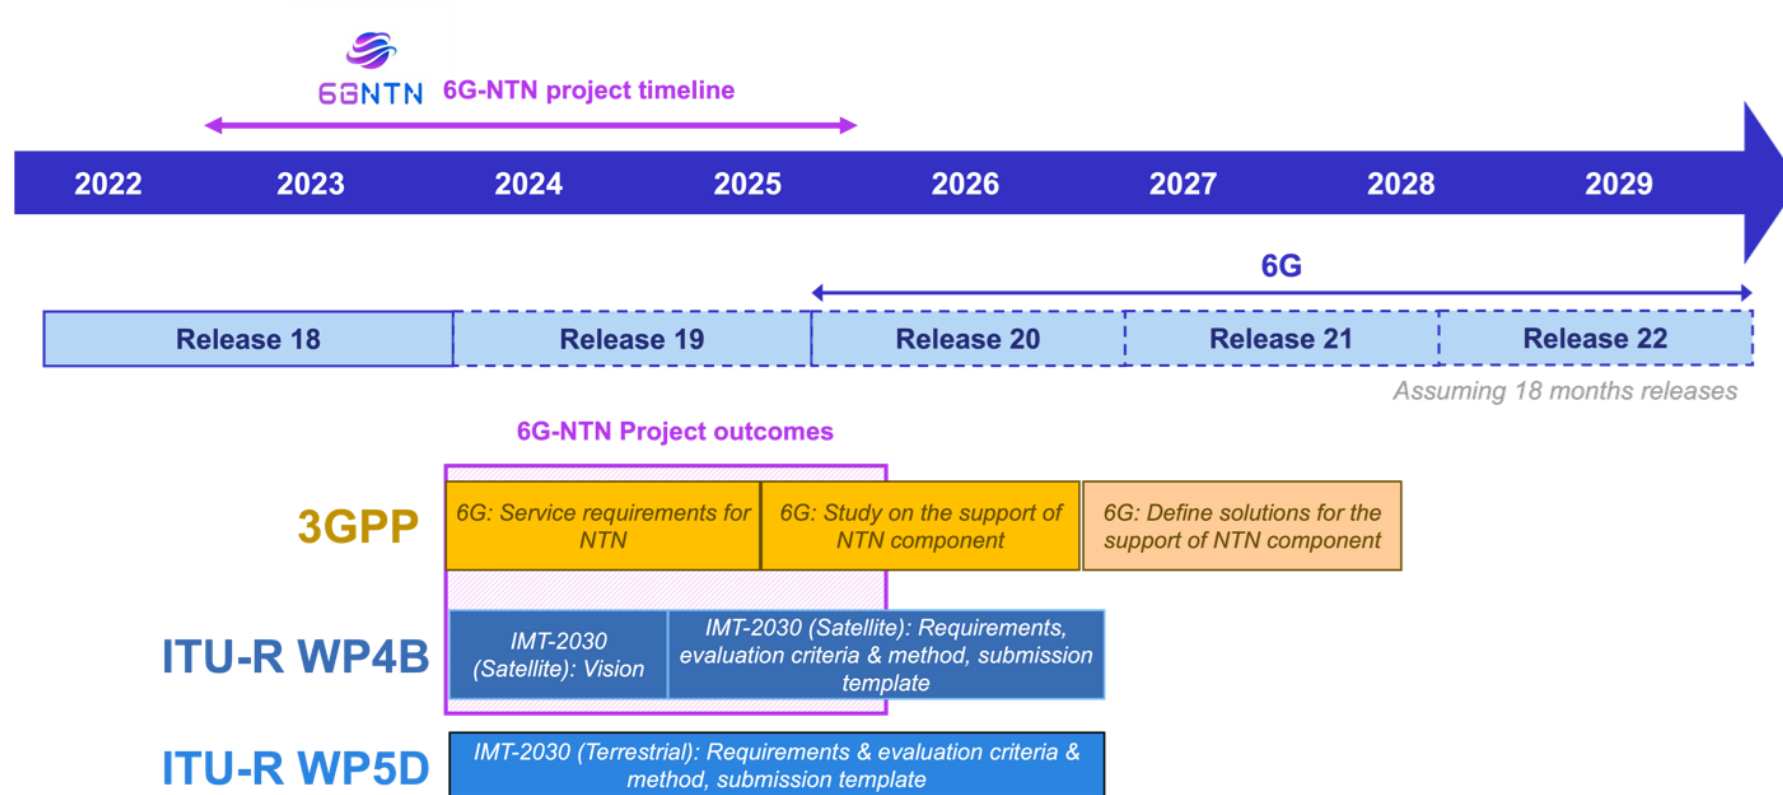 6GNTN
6G-NTN project timeline
2022 2023 2024 2025 2026 2027 2028 2029
6G
Release 18 Release 19 Release 20 Release 21 Release 22
Assuming 18 months releases
6G-NTN Project outcomes
3GPP
6G: Service requirements for
NTN
6G: Study on the support of
NTN component
6G: Define solutions for the
support of NTN component
ITU-R WP4B
IMT-2030
(Satellite): Vision
IMT-2030 (Satellite): Requirements,
evaluation criteria & method, submission
template
ITU-R WP5D
IMT-2030 (Terrestrial): Requirements & evaluation criteria &
method, submission template